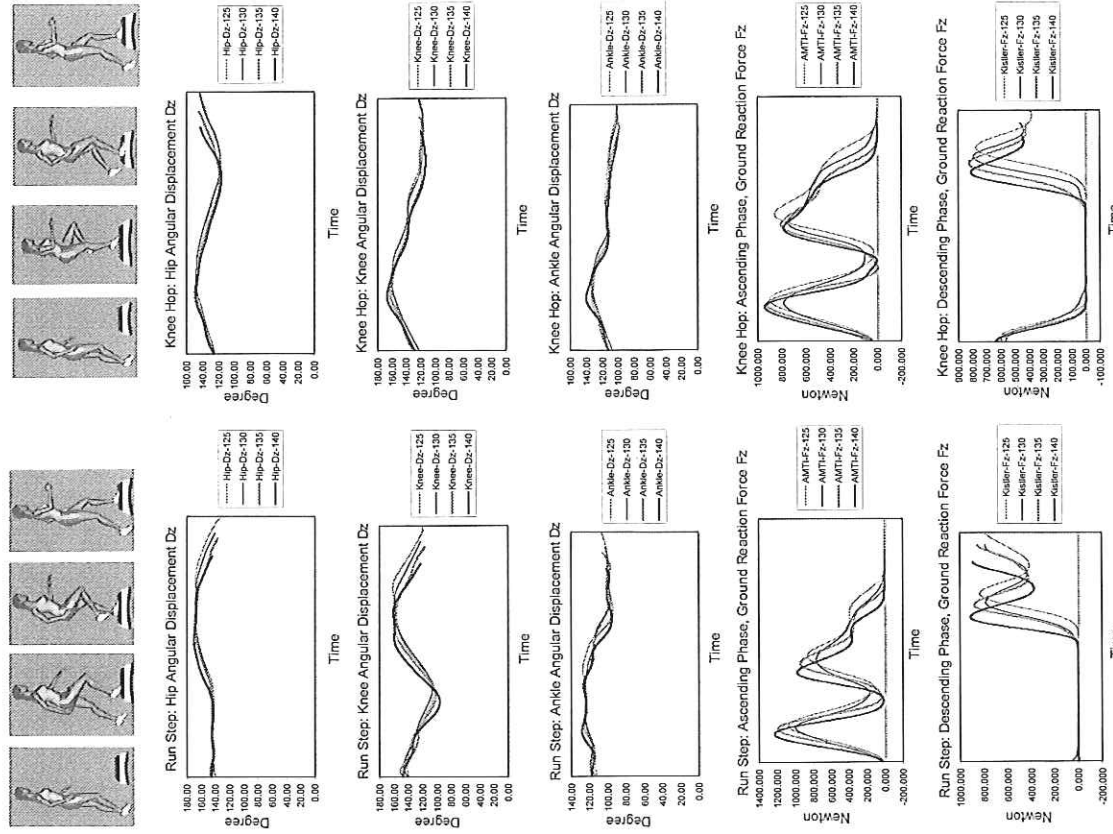 Run Step: Hip Angular Displacement Dz
Degree
180.00
160.00
140.00
120.00
100.00
80.00
60.00
40.00
20.00
0.00
Time
Hip-Dz-125
Hip-Dz-130
Hip-Dz-135
Hip-Dz-140
Run Step: Knee Angular Displacement Dz
Degree
180.00
160.00
140.00
120.00
100.00
80.00
60.00
40.00
20.00
0.00
Time
Knee-Dz-125
Knee-Dz-130
Knee-Dz-135
Knee-Dz-140
Run Step: Ankle Angular Displacement Dz
Degree
160.00
140.00
120.00
100.00
80.00
60.00
40.00
20.00
0.00
Time
Ankle-Dz-125
Ankle-Dz-130
Ankle-Dz-135
Ankle-Dz-140
Run Step: Ascending Phase, Ground Reaction Force Fz
Newton
1400.000
1200.000
1000.000
800.000
600.000
400.000
200.000
0.000
-200.000
Time
AMTI-Fz-125
AMTI-Fz-130
AMTI-Fz-135
AMTI-Fz-140
Run Step: Descending Phase, Ground Reaction Force Fz
Newton
1000.000
800.000
600.000
400.000
200.000
0.000
-200.000
Time
Kistler-Fz-125
Kistler-Fz-130
Kistler-Fz-135
Kistler-Fz-140
Knee Hop: Hip Angular Displacement Dz
Degree
180.00
160.00
140.00
120.00
100.00
80.00
60.00
40.00
20.00
0.00
Time
Hip-Dz-125
Hip-Dz-130
Hip-Dz-135
Hip-Dz-140
Knee Hop: Knee Angular Displacement Dz
Degree
180.00
160.00
140.00
120.00
100.00
80.00
60.00
40.00
20.00
0.00
Time
Knee-Dz-125
Knee-Dz-130
Knee-Dz-135
Knee-Dz-140
Knee Hop: Ankle Angular Displacement Dz
Degree
160.00
140.00
120.00
100.00
80.00
60.00
40.00
20.00
0.00
Time
Ankle-Dz-125
Ankle-Dz-130
Ankle-Dz-135
Ankle-Dz-140
Knee Hop: Ascending Phase, Ground Reaction Force Fz
Newton
1000.000
800.000
600.000
400.000
200.000
0.000
-200.000
Time
AMTI-Fz-125
AMTI-Fz-130
AMTI-Fz-135
AMTI-Fz-140
Knee Hop: Descending Phase, Ground Reaction Force Fz
Newton
900.000
800.000
700.000
600.000
500.000
400.000
300.000
200.000
100.000
0.000
-100.000
Time
Kistler-Fz-125
Kistler-Fz-130
Kistler-Fz-135
Kistler-Fz-140